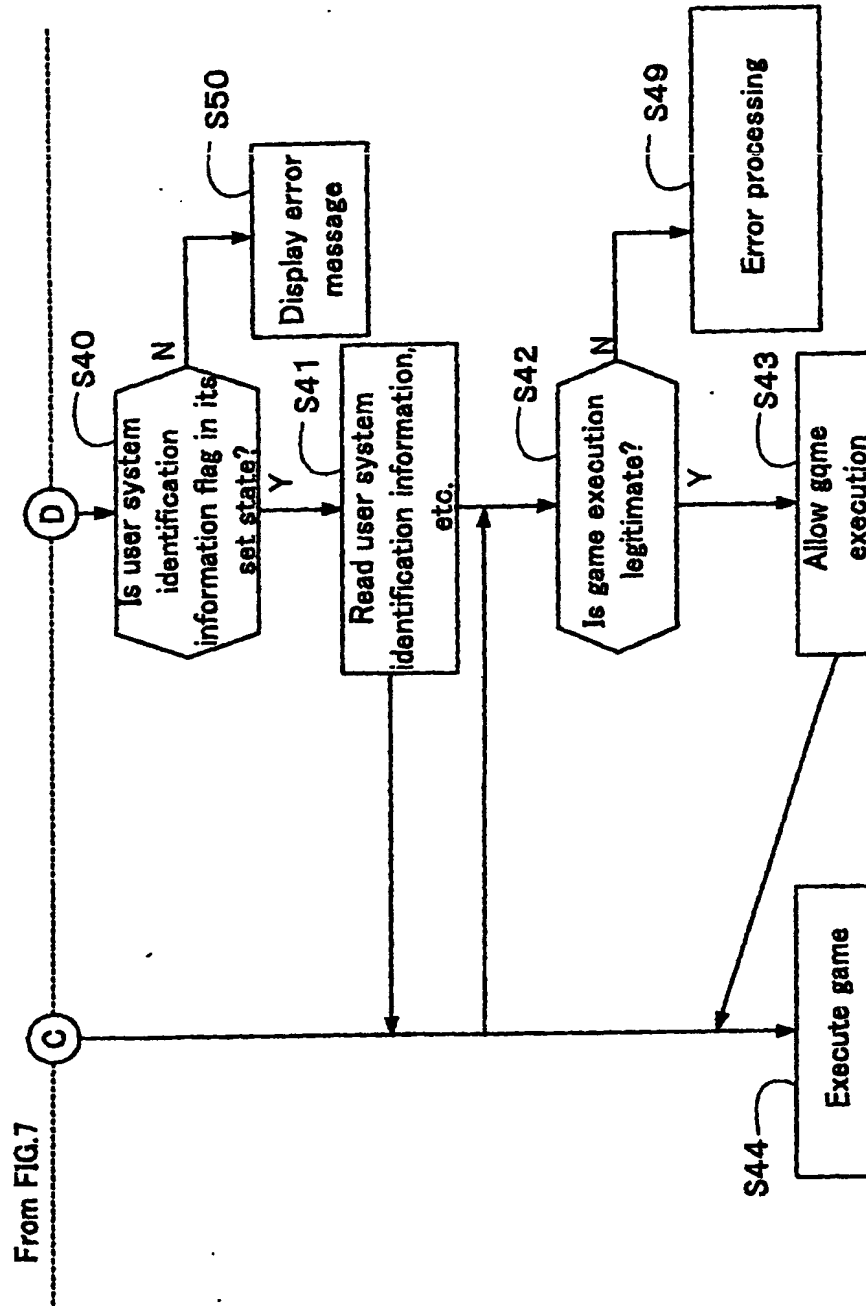 From FIG.7
C
D
S40
Is user system
identification
information flag in its
set state?
N
S50
Display error
message
Y
S41
Read user system
identification information,
etc.
S42
Is game execution
legitimate?
N
S49
Error processing
Y
S43
Allow gqme
execution
S44
Execute game